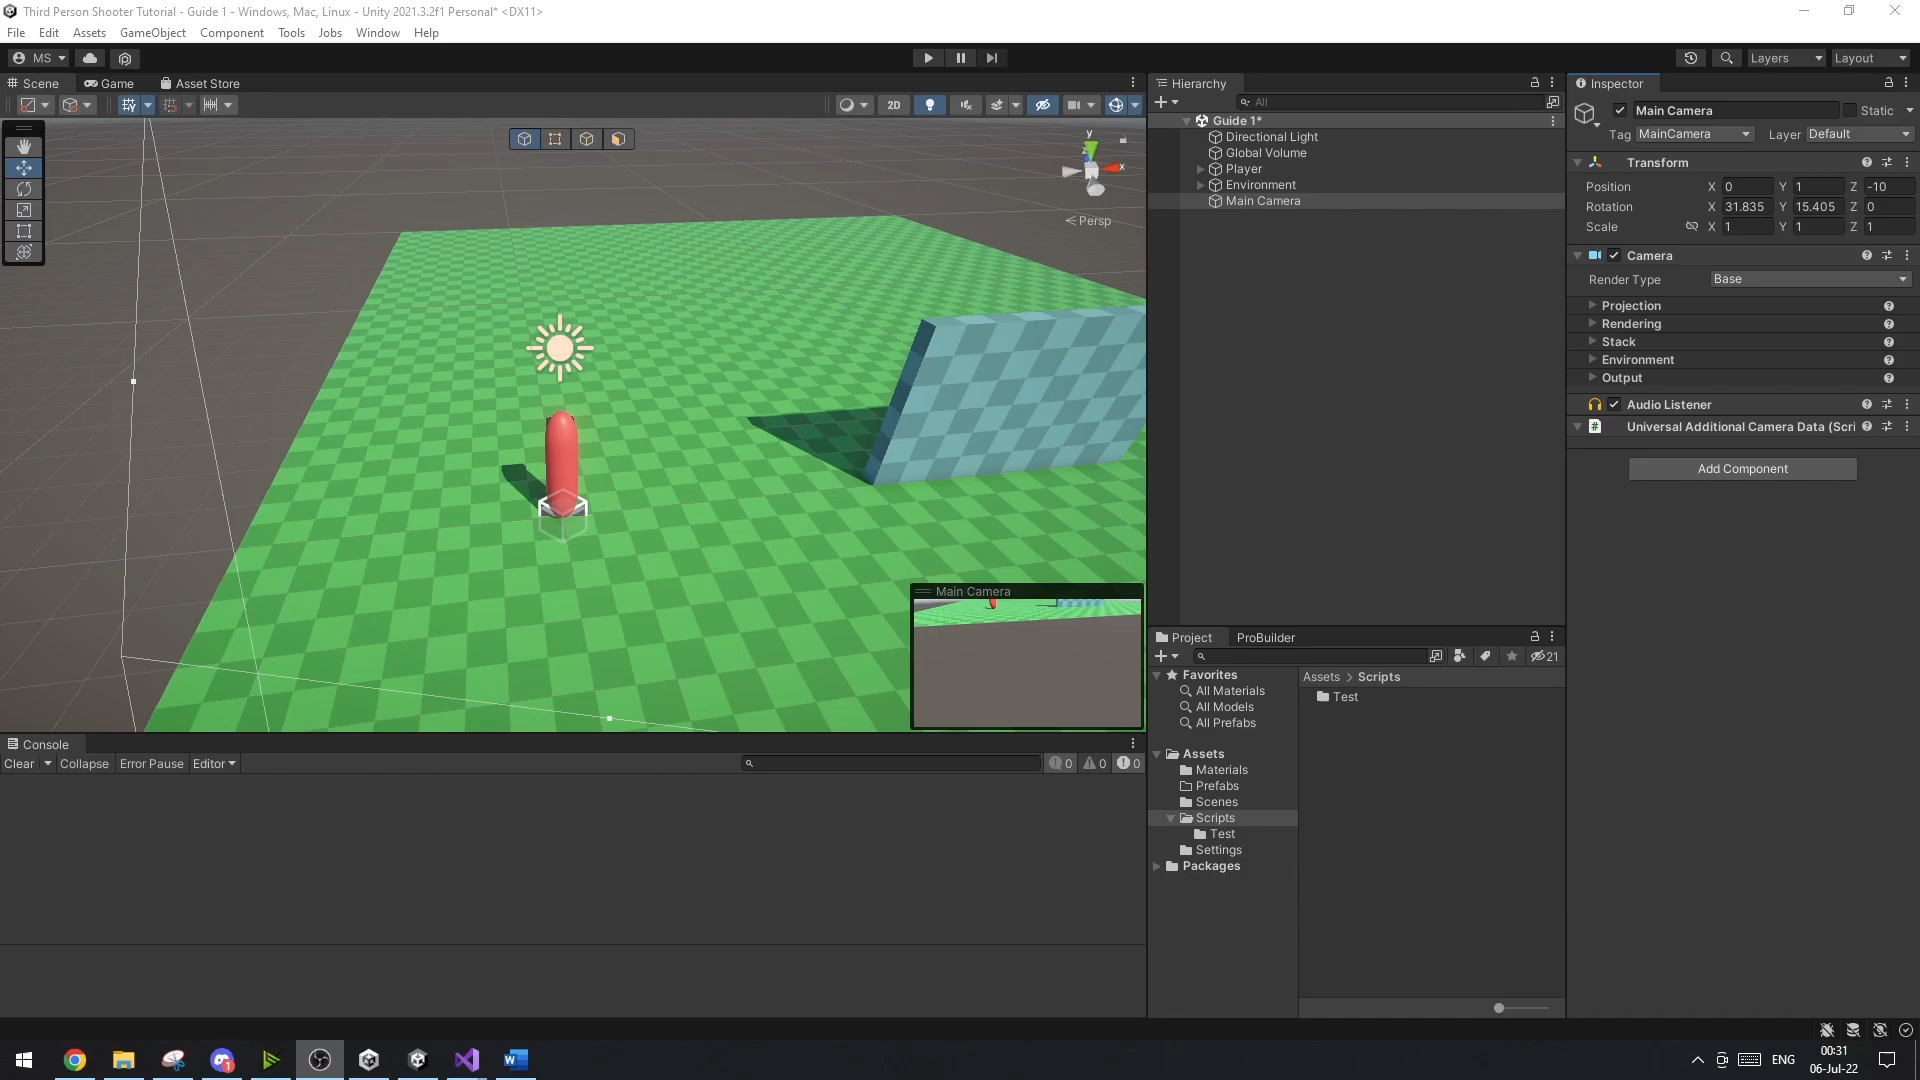 Third Person Shooter Tutorial - Guide 1 - Windows, Mac, Linux - Unity 2021.3.2f1 Personal* <DX11>
File Edit Assets GameObject Component Tools Jobs Window Help
MS Layers Layout
Scene Game Asset Store
2D
y
z
x
Persp
Main Camera
Hierarchy
All
Guide 1*
Directional Light
Global Volume
Player
Environment
Main Camera
Inspector
Main Camera Static
Tag MainCamera Layer Default
Transform
Position X 0 Y 1 Z -10
Rotation X 31.835 Y 15.405 Z 0
Scale X 1 Y 1 Z 1
Camera
Render Type Base
Projection
Rendering
Stack
Environment
Output
Audio Listener
# Universal Additional Camera Data (Scri
Add Component
Project ProBuilder
21
Favorites
All Materials
All Models
All Prefabs
Assets
Materials
Prefabs
Scenes
Scripts
Test
Settings
Packages
Assets > Scripts
Test
Console
Clear Collapse Error Pause Editor 0 0 0
1 ENG 00:31
06-Jul-22